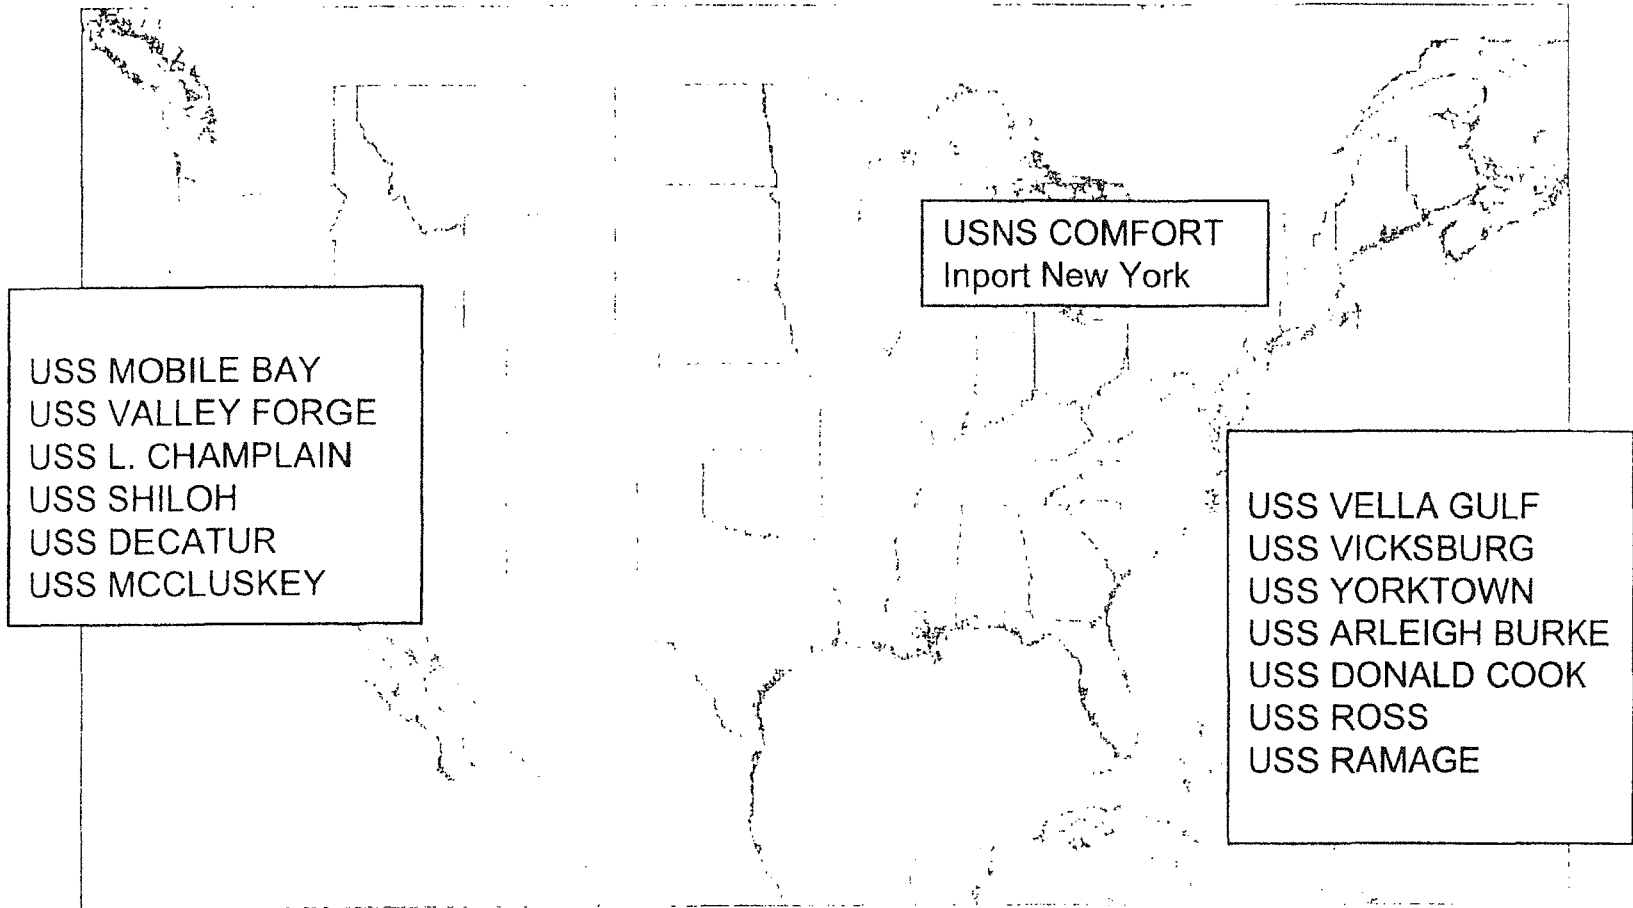 USNS COMFORT
Inport New York
USS MOBILE BAY
USS VALLEY FORGE
USS L. CHAMPLAIN
USS SHILOH
USS DECATUR
USS MCCLUSKEY
USS VELLA GULF
USS VICKSBURG
USS YORKTOWN
USS ARLEIGH BURKE
USS DONALD COOK
USS ROSS
USS RAMAGE